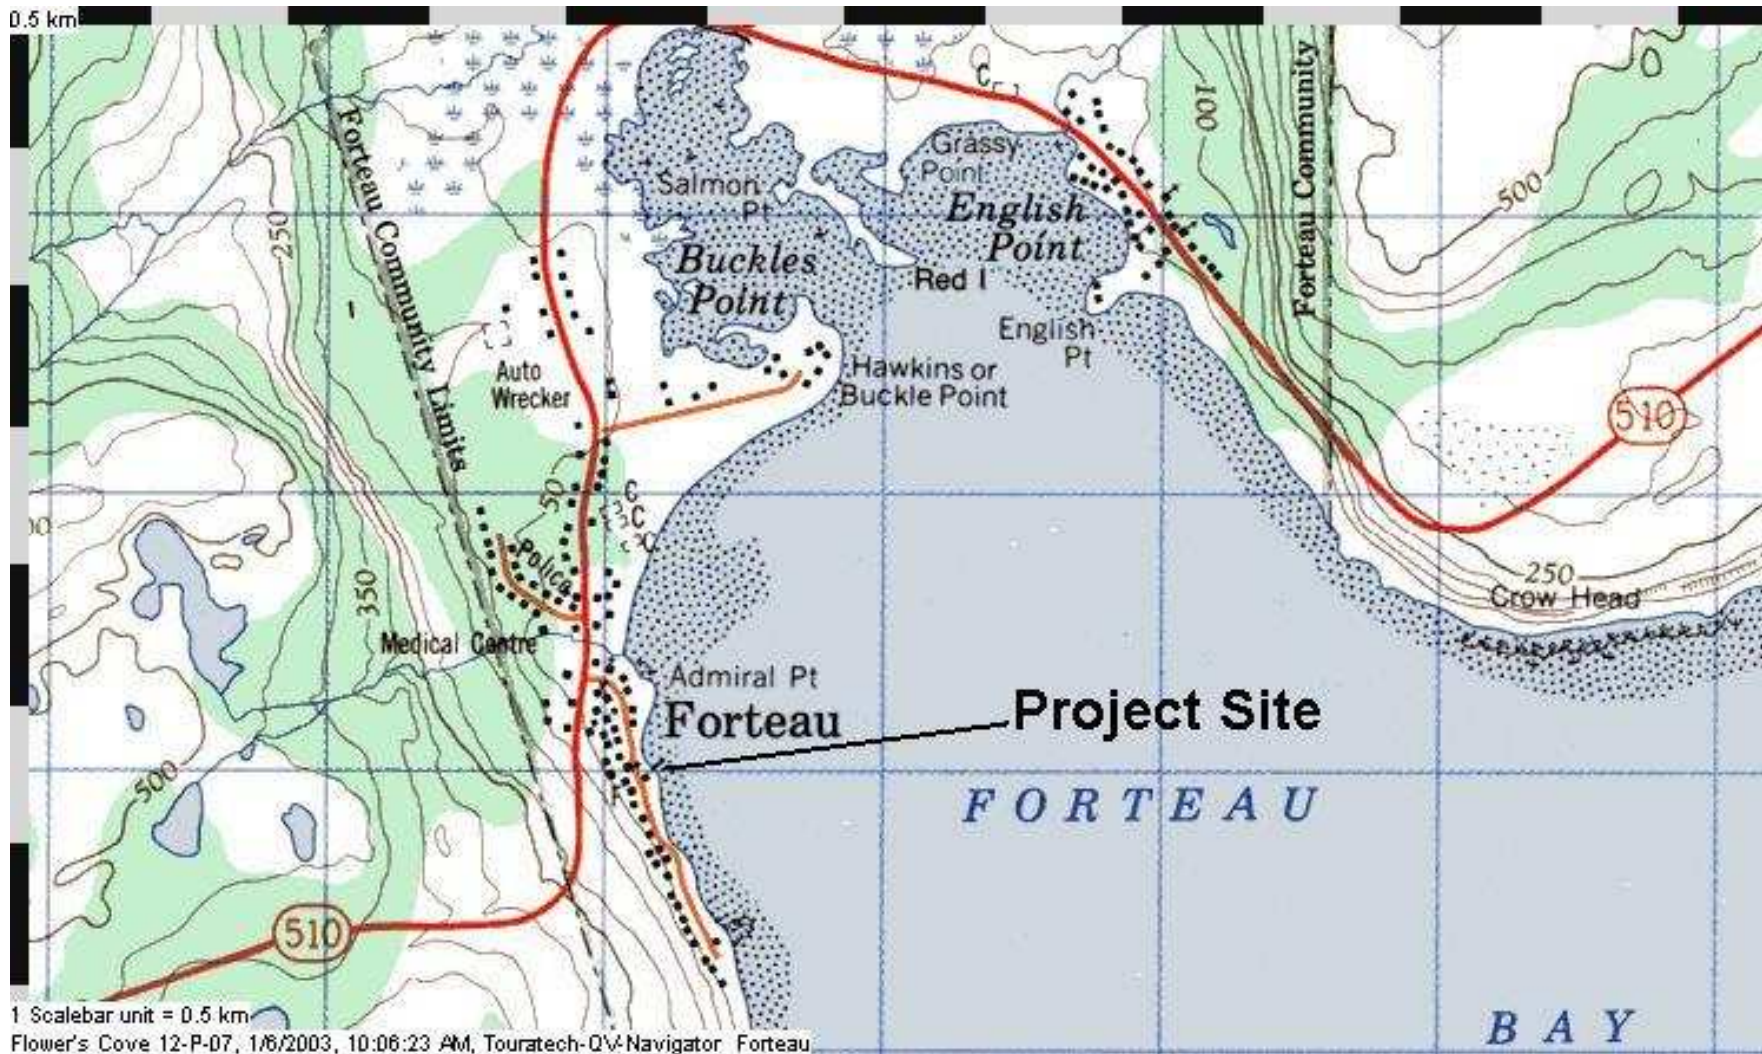 0.5 km
Forteau Community Limits
Forteau Community
C
100
500
250
Salmon
Pt
Grassy
Point
English
Point
Buckles
Point
Red I
English
Pt
Auto
Wrecker
Hawkins or
Buckle Point
510
50
C
C
C
Police
350
250
Crow Head
Medical Centre
Admiral Pt
Forteau
Project Site
500
FORTEAU
510
BAY
1 Scalebar unit = 0.5 km
Flower's Cove 12-P-07, 1/6/2003, 10:06:23 AM, Touratech-QV-Navigator Forteau